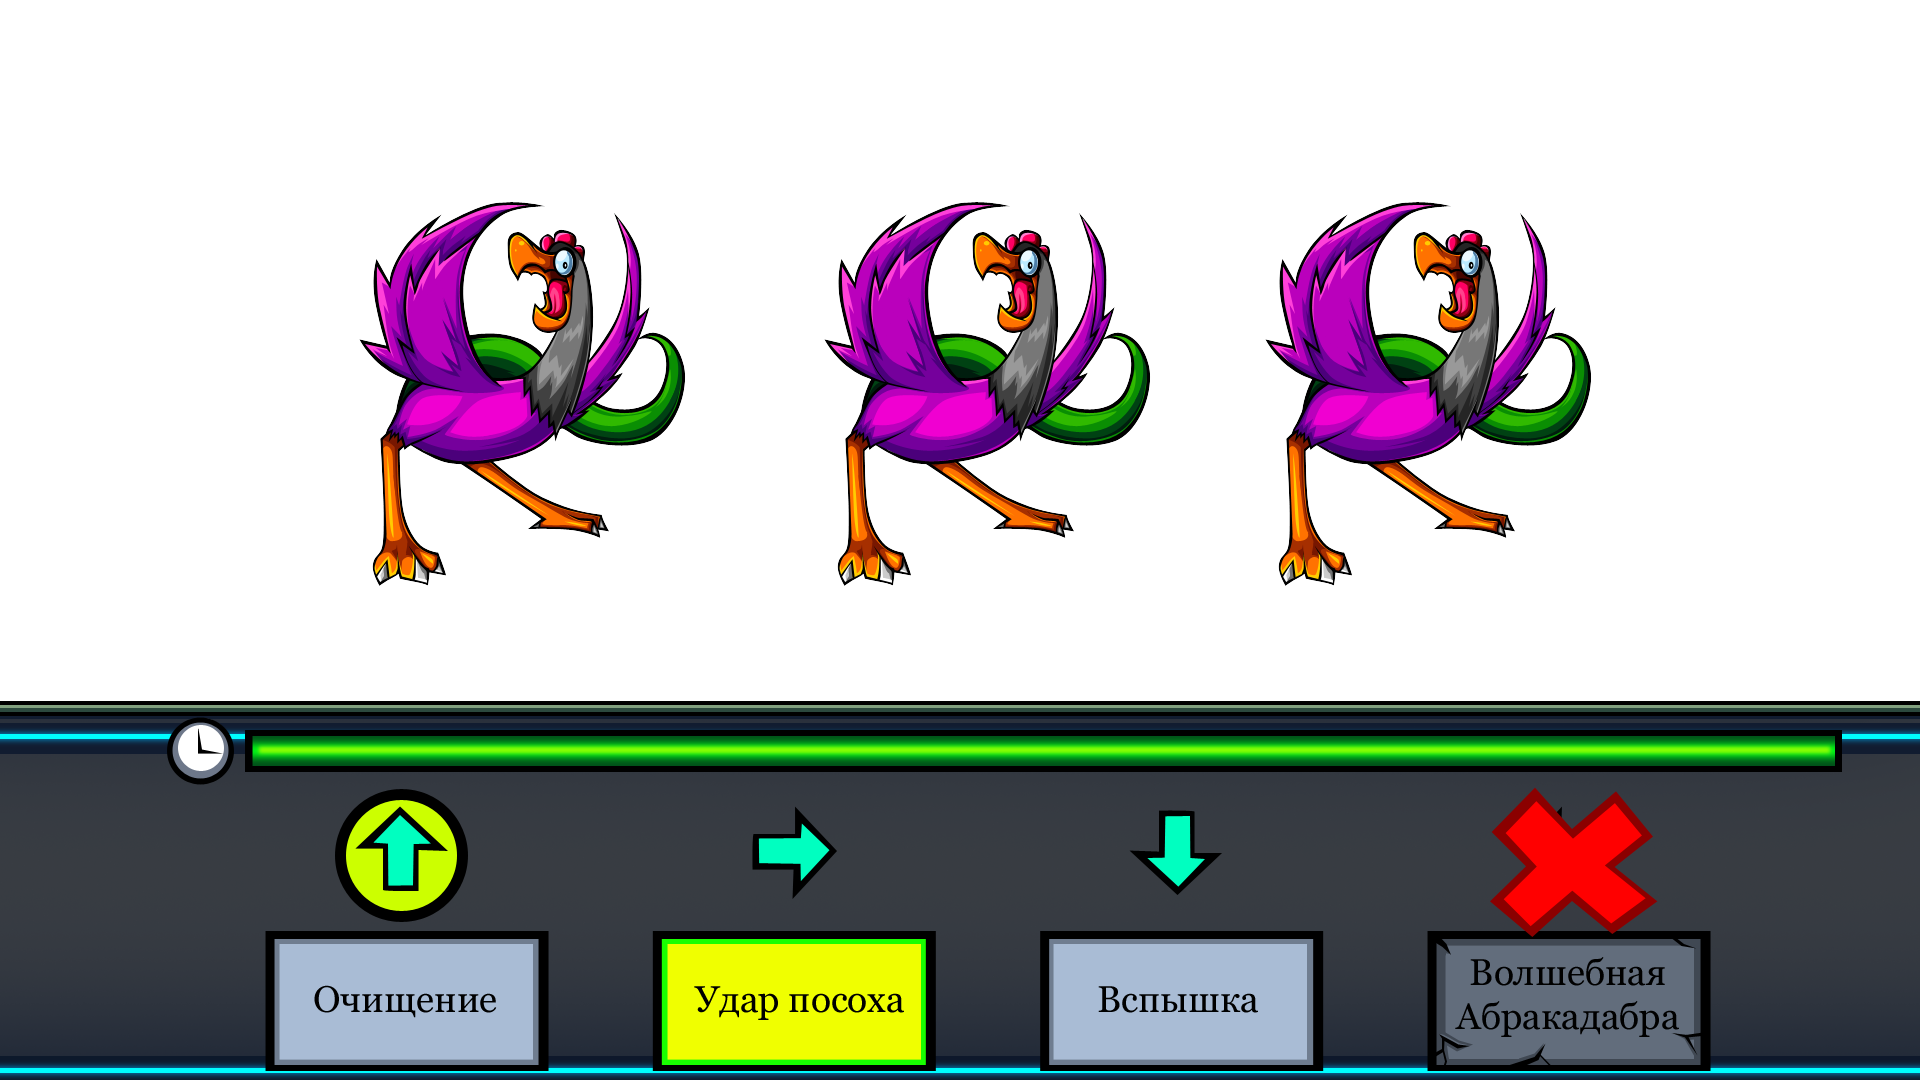 Очищение
Удар посоха
Вспышка
Волшебная
Абракадабра